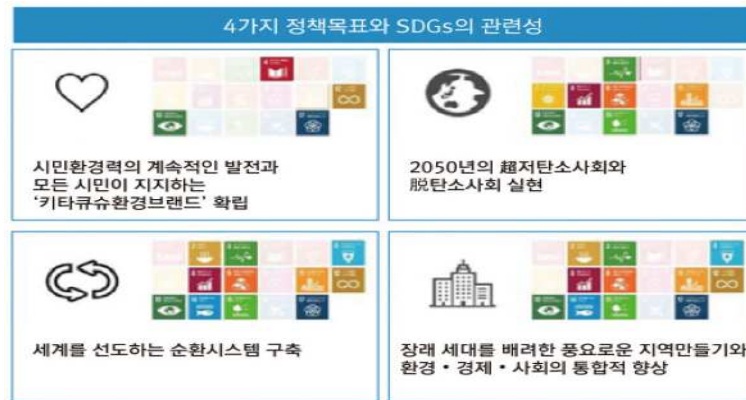 4가지 정책목표와 SDGs의 관련성
시민환경력의 계속적인 발전과
모든 시민이 지지하는
‘키타큐슈환경브랜드’ 확립
2050년의 超저탄소사회와
脱탄소사회 실현
세계를 선도하는 순환시스템 구축
장래 세대를 배려한 풍요로운 지역만들기와
환경・경제・사회의 통합적 향상